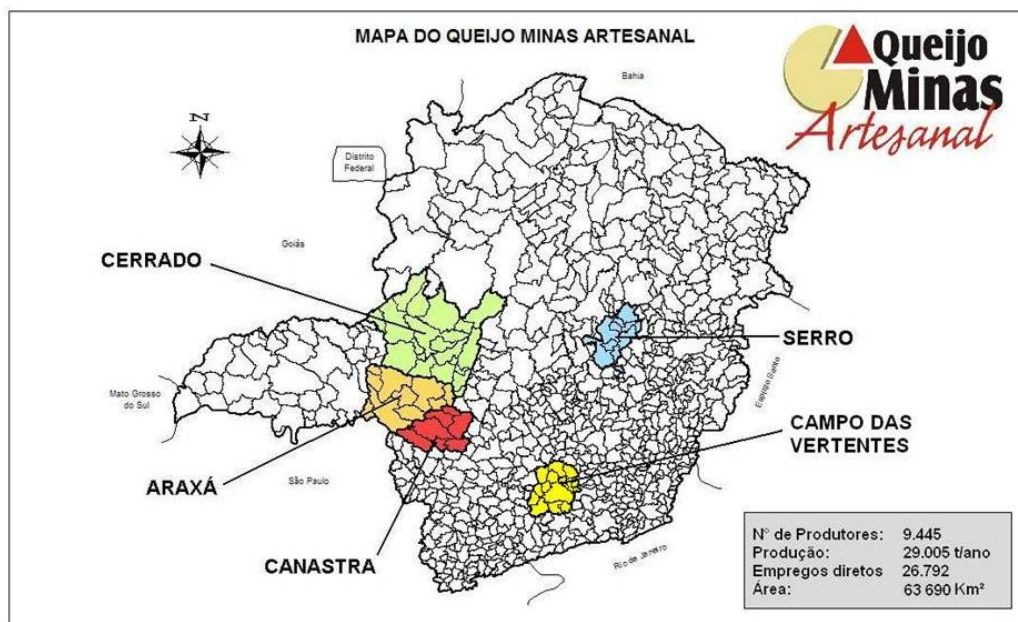 MAPA DO QUEIJO MINAS ARTESANAL
Queijo
Minas
Artesanal
Bahia
N
Distrito
Federal
Goiás
CERRADO
SERRO
Mato Grosso
do Sul
Espírito Santo
CAMPO DAS
VERTENTES
ARAXÁ
São Paulo
CANASTRA
Rio de Janeiro
N° de Produtores: 9.445
Produção: 29.005 t/ano
Empregos diretos 26.792
Área: 63 690 Km²